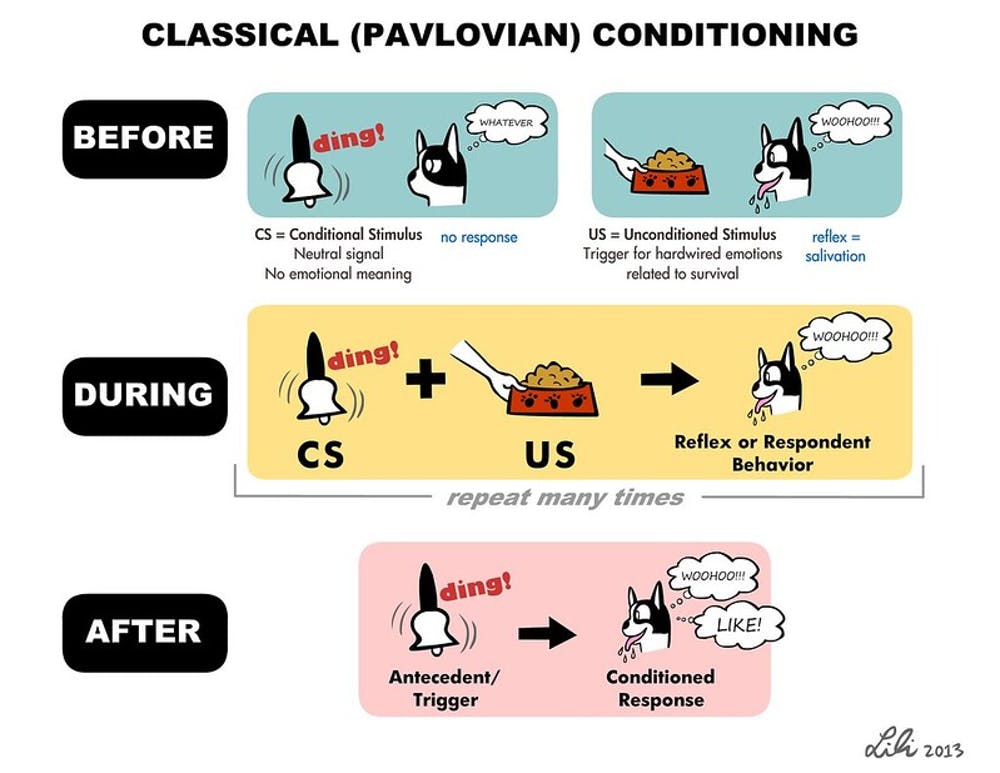 CLASSICAL (PAVLOVIAN) CONDITIONING
BEFORE
ding!
WHATEVER
WOOHOO!!!
CS = Conditional Stimulus
Neutral signal
No emotional meaning
no response
US = Unconditioned Stimulus
Trigger for hardwired emotions
related to survival
reflex =
salivation
DURING
ding!
WOOHOO!!!
CS
US
Reflex or Respondent
Behavior
repeat many times
AFTER
ding!
WOOHOO!!!
LIKE!
Antecedent/
Trigger
Conditioned
Response
Lili 2013